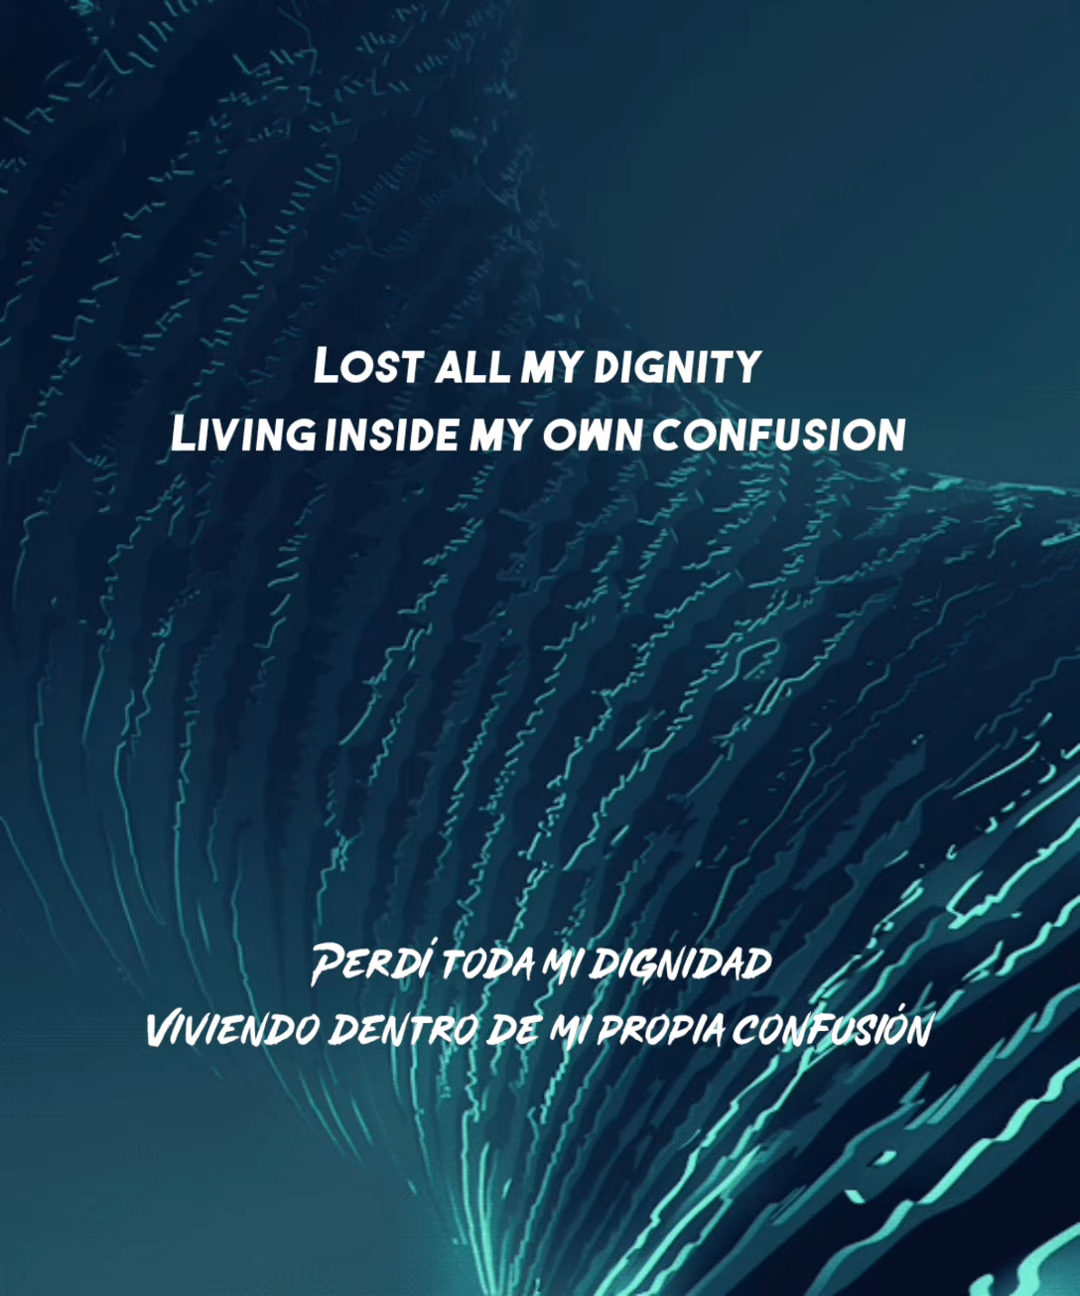 Lost all my dignity
Living inside my own confusion
Perdí toda mi dignidad
Viviendo dentro de mi propia confusión